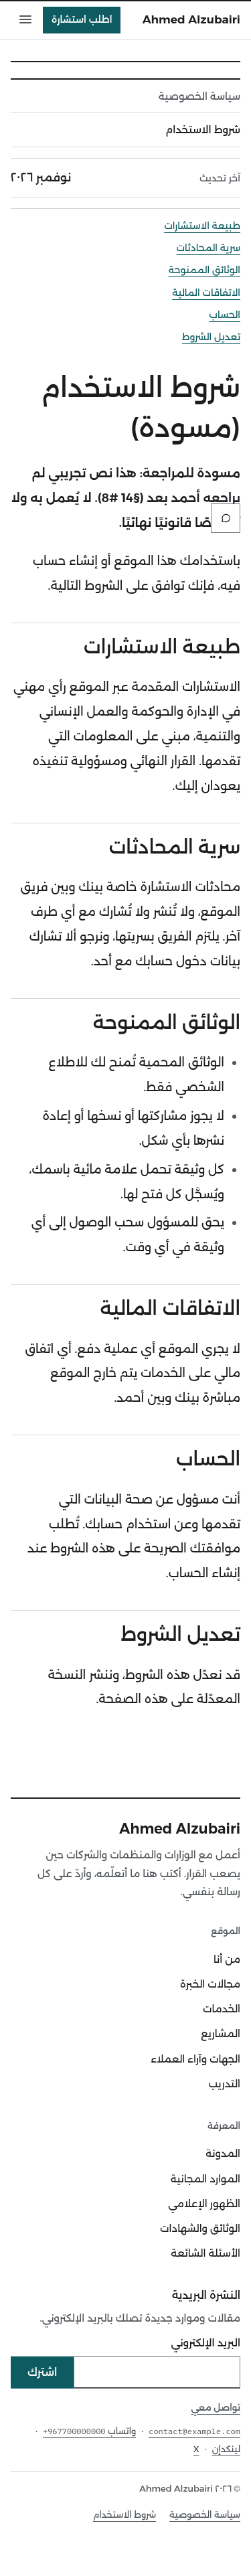 Ahmed Alzubairi
اطلب استشارة
سياسة الخصوصية
شروط الاستخدام
آخر تحديث
نوفمبر ٢٠٢٦
طبيعة الاستشارات
سرية المحادثات
الوثائق الممنوحة
الاتفاقات المالية
الحساب
تعديل الشروط
شروط الاستخدام
(مسودة)
مسودة للمراجعة: هذا نص تجريبي لم
يراجعه أحمد بعد (§14 #8). لا يُعمل به ولا
صًا قانونيًا نهائيًا.
باستخدامك هذا الموقع أو إنشاء حساب
فيه، فإنك توافق على الشروط التالية.
طبيعة الاستشارات
الاستشارات المقدمة عبر الموقع رأي مهني
في الإدارة والحوكمة والعمل الإنساني
والتنمية، مبني على المعلومات التي
تقدمها. القرار النهائي ومسؤولية تنفيذه
يعودان إليك.
سرية المحادثات
محادثات الاستشارة خاصة بينك وبين فريق
الموقع، ولا تُنشر ولا تُشارك مع أي طرف
آخر. يلتزم الفريق بسريتها، ونرجو ألا تشارك
بيانات دخول حسابك مع أحد.
الوثائق الممنوحة
الوثائق المحمية تُمنح لك للاطلاع
الشخصي فقط.
لا يجوز مشاركتها أو نسخها أو إعادة
نشرها بأي شكل.
كل وثيقة تحمل علامة مائية باسمك،
ويُسجَّل كل فتح لها.
يحق للمسؤول سحب الوصول إلى أي
وثيقة في أي وقت.
الاتفاقات المالية
لا يجري الموقع أي عملية دفع. أي اتفاق
مالي على الخدمات يتم خارج الموقع
مباشرة بينك وبين أحمد.
الحساب
أنت مسؤول عن صحة البيانات التي
تقدمها وعن استخدام حسابك. تُطلب
موافقتك الصريحة على هذه الشروط عند
إنشاء الحساب.
تعديل الشروط
قد نعدّل هذه الشروط، وننشر النسخة
المعدّلة على هذه الصفحة.
Ahmed Alzubairi
أعمل مع الوزارات والمنظمات والشركات حين
يصعب القرار. أكتب هنا ما أتعلّمه، وأردّ على كل
رسالة بنفسي.
الموقع
من أنا
مجالات الخبرة
الخدمات
المشاريع
الجهات وآراء العملاء
التدريب
المعرفة
المدونة
الموارد المجانية
الظهور الإعلامي
الوثائق والشهادات
الأسئلة الشائعة
النشرة البريدية
مقالات وموارد جديدة تصلك بالبريد الإلكتروني.
البريد الإلكتروني
اشترك
تواصل معي
contact@example.com · واتساب +967700000000 ·
لينكدإن · X
© ٢٠٢٦ Ahmed Alzubairi
سياسة الخصوصية شروط الاستخدام